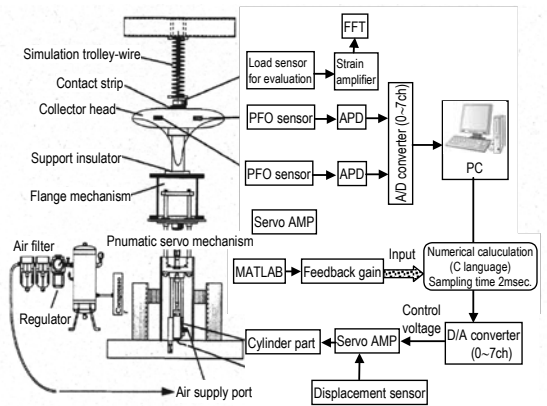 FFT
Simulation trolley-wire
Load sensor
for evaluation
Strain
amplifier
Contact strip
Collector head
PFO sensor
APD
A/D converter (0~7ch)
PC
Support insulator
PFO sensor
APD
Flange mechanism
Servo AMP
Air filter
Pnumatic servo mechanism
Input
Numerical caluculation
(C language)
Sampling time 2msec.
MATLAB
Feedback gain
Regulator
Control
voltage
Cylinder part
Servo AMP
D/A converter
(0~7ch)
Air supply port
Displacement sensor